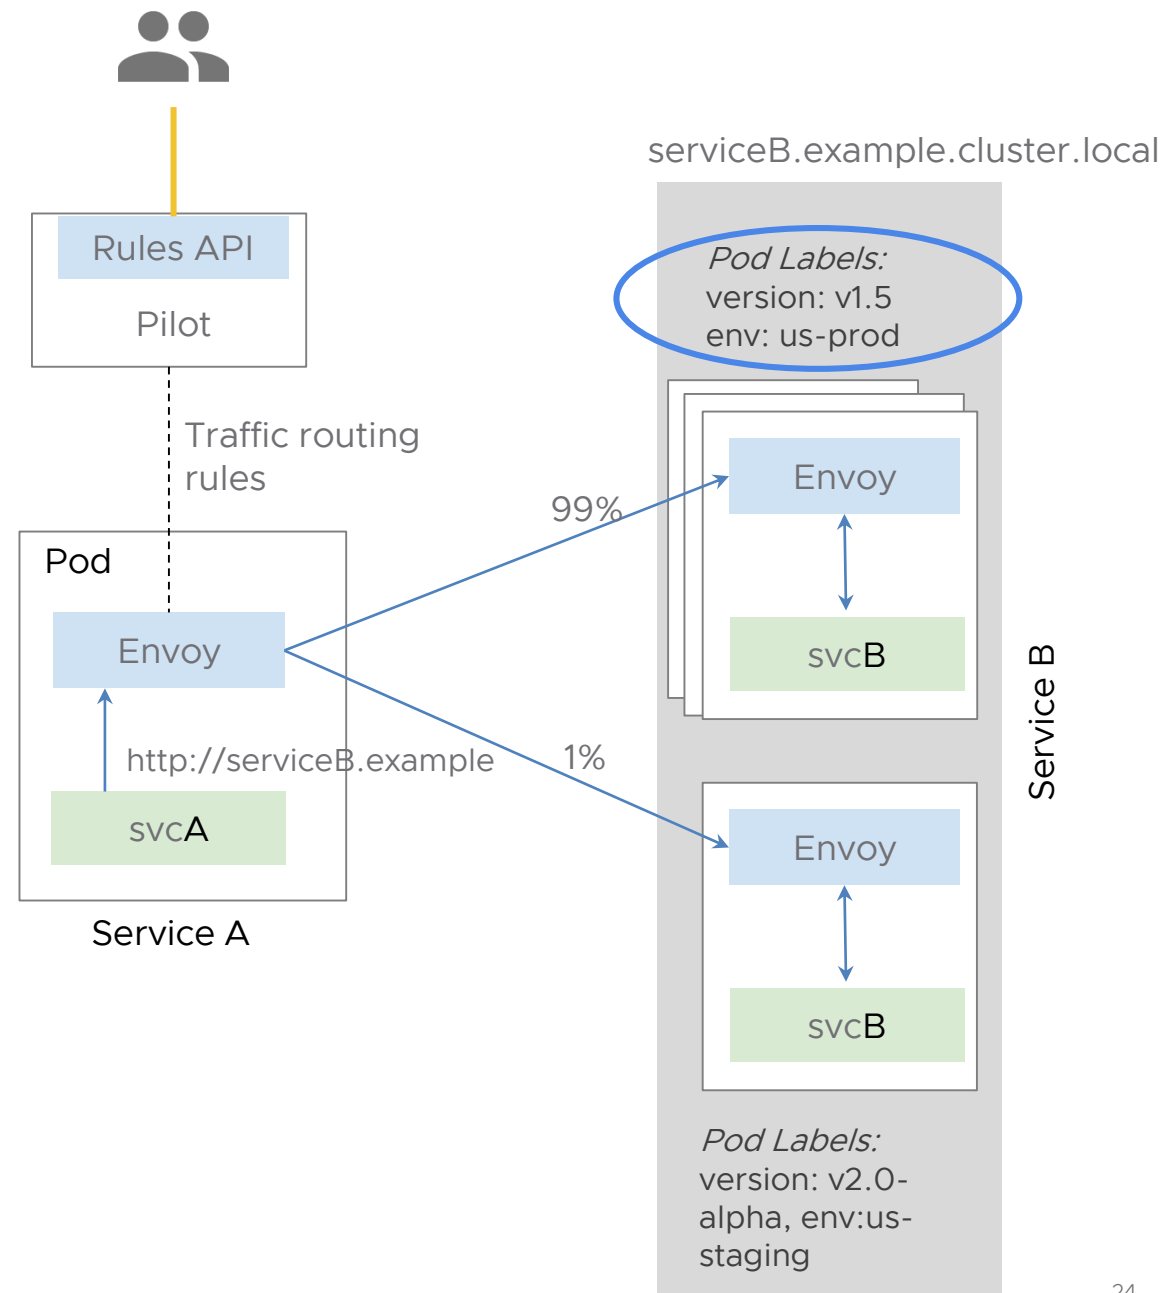 serviceB.example.cluster.local
Rules API
Pilot
Pod Labels:
version: v1.5
env: us-prod
Traffic routing
rules
Envoy
99%
Pod
Envoy
svcB
Service B
http://serviceB.example
1%
svcA
Envoy
Service A
svcB
Pod Labels:
version: v2.0-
alpha, env:us-
staging
24